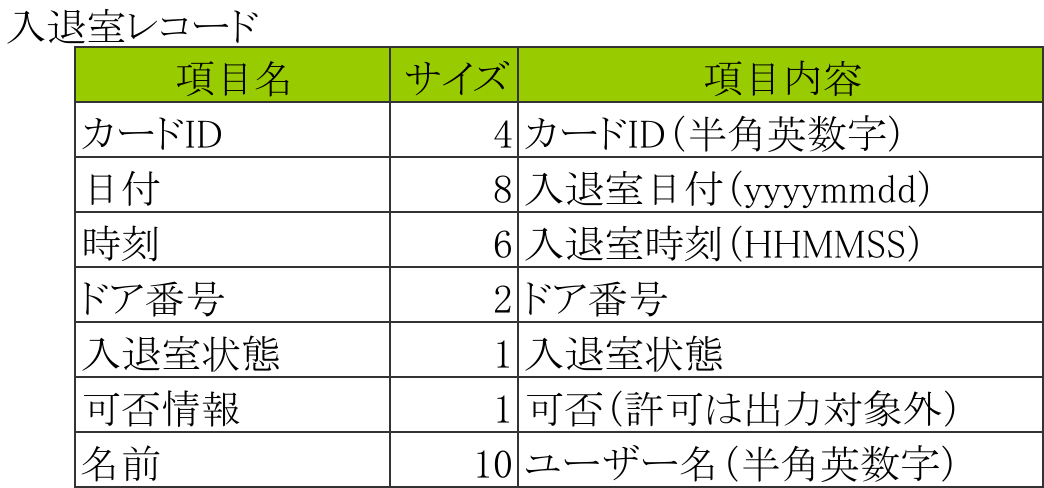 入退室レコード
項目名 サイズ 項目内容
カードID 4 カードID(半角英数字)
日付 8 入退室日付(yyyymmdd)
時刻 6 入退室時刻(HHMMSS)
ドア番号 2 ドア番号
入退室状態 1 入退室状態
可否情報 1 可否(許可は出力対象外)
名前 10 ユーザー名(半角英数字)